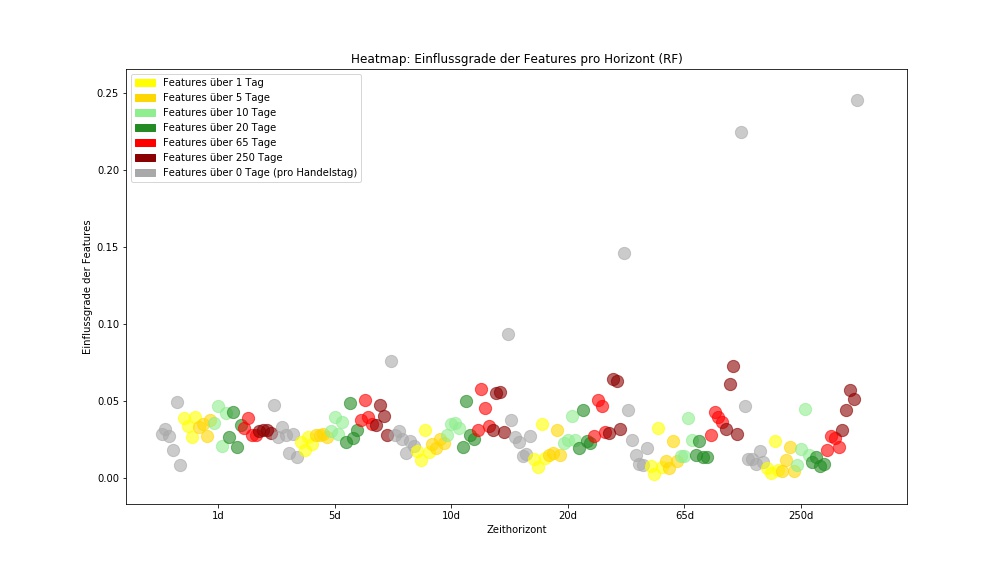 Heatmap: Einflussgrade der Features pro Horizont (RF)
Features über 1 Tag
Features über 5 Tage
Features über 10 Tage
Features über 20 Tage
Features über 65 Tage
Features über 250 Tage
Features über 0 Tage (pro Handelstag)
Einflussgrade der Features
0.25
0.20
0.15
0.10
0.05
0.00
1d 5d 10d 20d 65d 250d
Zeithorizont